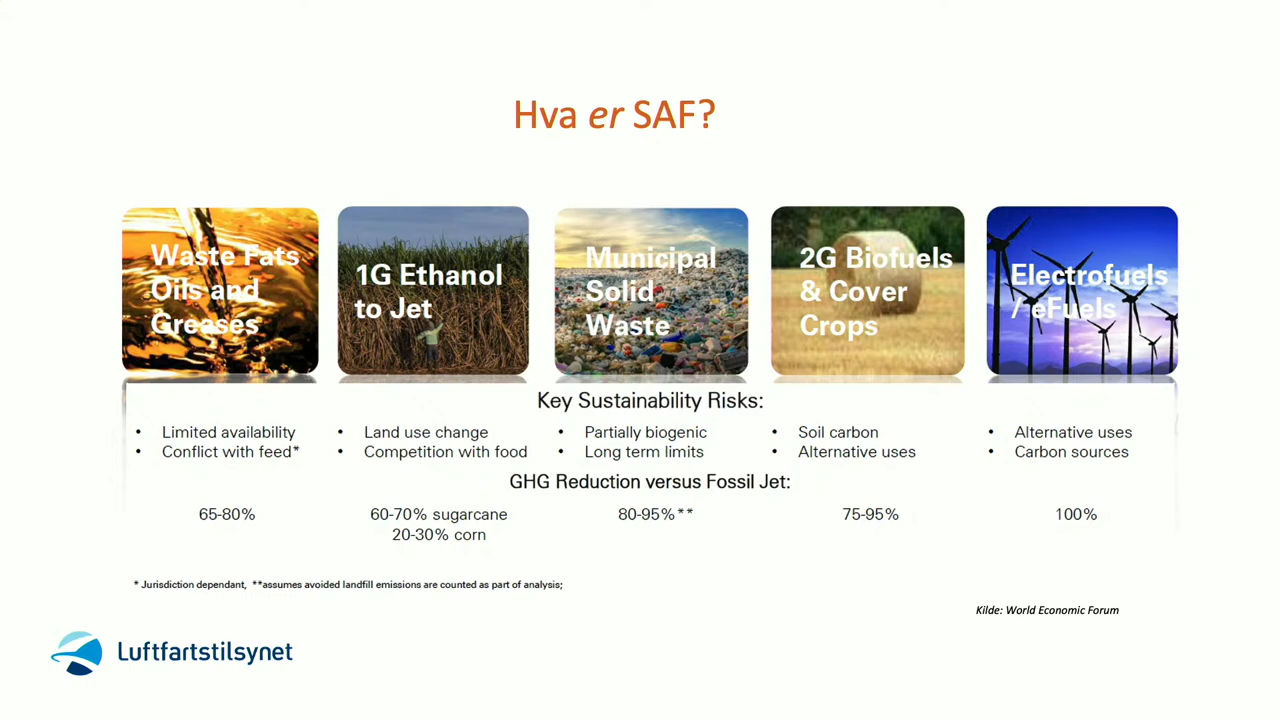 Hva er SAF?
Waste Fats
Oils and
Greases
1G Ethanol
to Jet
Municipal
Solid
Waste
2G Biofuels
& Cover
Crops
Electrofuels
/ eFuels
Key Sustainability Risks:
• Limited availability
• Conflict with feed*
• Land use change
• Competition with food
• Partially biogenic
• Long term limits
• Soil carbon
• Alternative uses
• Alternative uses
• Carbon sources
GHG Reduction versus Fossil Jet:
65-80%
60-70% sugarcane
20-30% corn
80-95%**
75-95%
100%
* Jurisdiction dependant, **assumes avoided landfill emissions are counted as part of analysis;
Kilde: World Economic Forum
Luftfartstilsynet